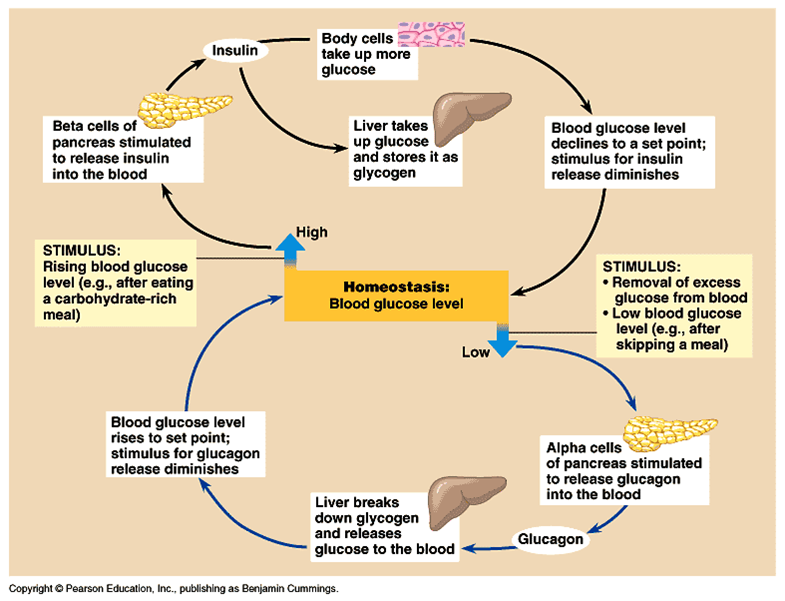 Insulin
Body cells
take up more
glucose
Beta cells of
pancreas stimulated
to release insulin
into the blood
Liver takes
up glucose
and stores it as
glycogen
Blood glucose level
declines to a set point;
stimulus for insulin
release diminishes
High
STIMULUS:
Rising blood glucose
level (e.g., after eating
a carbohydrate-rich
meal)
Homeostasis:
Blood glucose level
STIMULUS:
• Removal of excess
glucose from blood
• Low blood glucose
level (e.g., after
skipping a meal)
Low
Blood glucose level
rises to set point;
stimulus for glucagon
release diminishes
Alpha cells
of pancreas stimulated
to release glucagon
into the blood
Liver breaks
down glycogen
and releases
glucose to the blood
Glucagon
Copyright © Pearson Education, Inc., publishing as Benjamin Cummings.